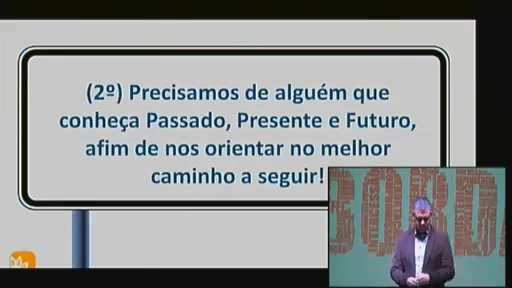 (2º) Precisamos de alguém que
conheça Passado, Presente e Futuro,
afim de nos orientar no melhor
caminho a seguir!